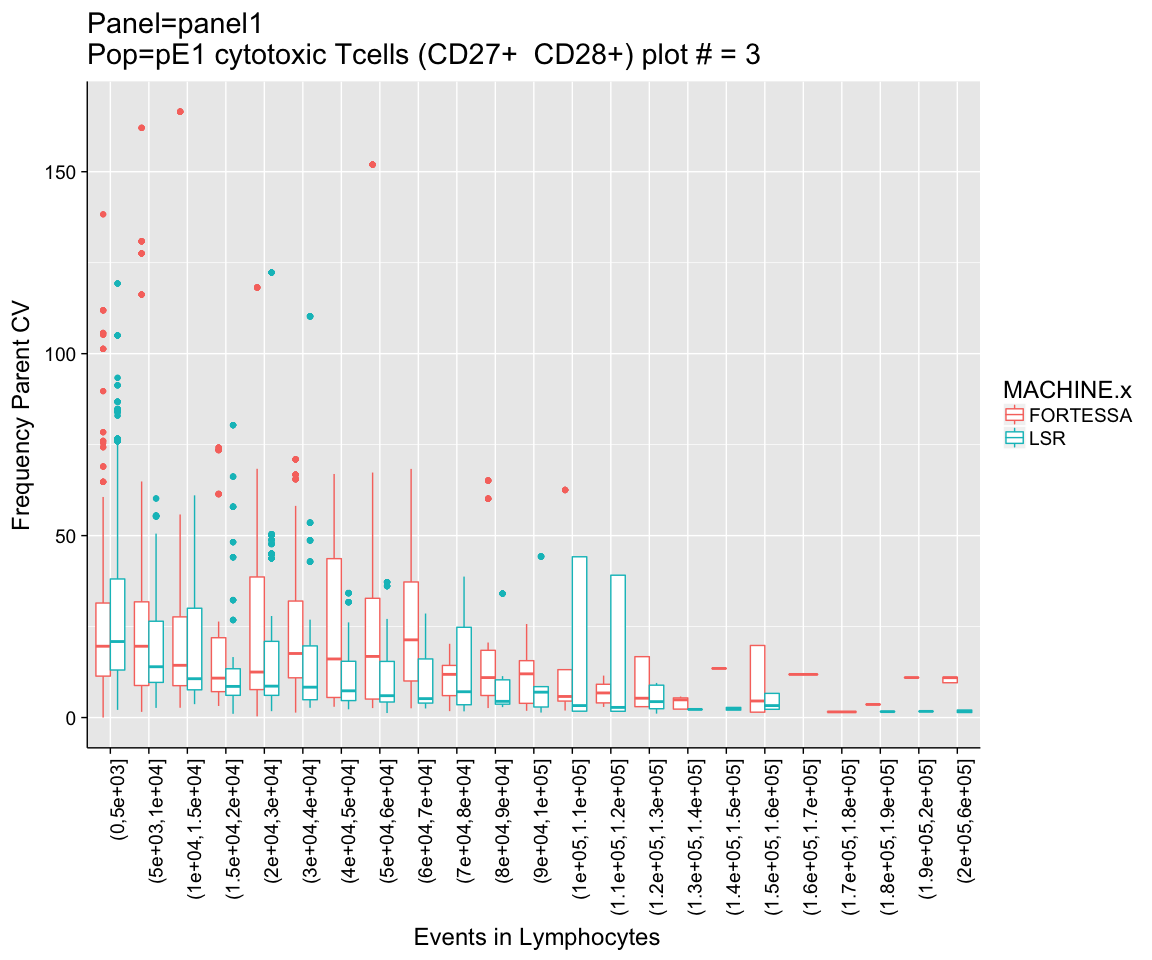 Panel=panel1
Pop=pE1 cytotoxic Tcells (CD27+  CD28+) plot # = 3
Frequency Parent CV
150
100
50
0
MACHINE.x
FORTESSA
LSR
(0,5e+03]
(5e+03,1e+04]
(1e+04,1.5e+04]
(1.5e+04,2e+04]
(2e+04,3e+04]
(3e+04,4e+04]
(4e+04,5e+04]
(5e+04,6e+04]
(6e+04,7e+04]
(7e+04,8e+04]
(8e+04,9e+04]
(9e+04,1e+05]
(1e+05,1.1e+05]
(1.1e+05,1.2e+05]
(1.2e+05,1.3e+05]
(1.3e+05,1.4e+05]
(1.4e+05,1.5e+05]
(1.5e+05,1.6e+05]
(1.6e+05,1.7e+05]
(1.7e+05,1.8e+05]
(1.8e+05,1.9e+05]
(1.9e+05,2e+05]
(2e+05,6e+05]
Events in Lymphocytes